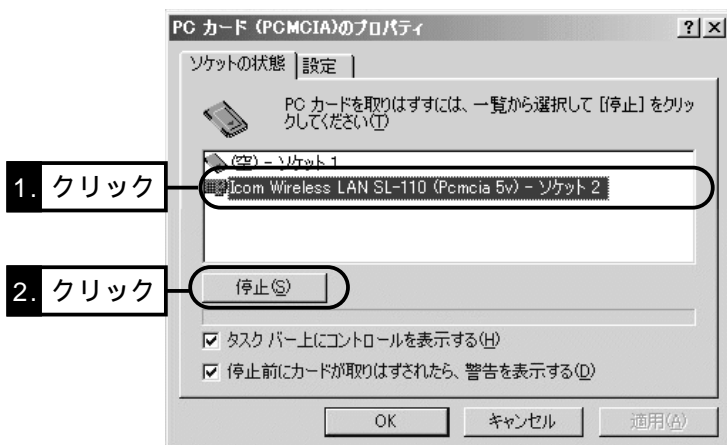 PC カード (PCMCIA)のプロパティ
ソケットの状態 設定
PC カードを取りはずすには、一覧から選択して [停止] をクリッ
クしてください(T)
(空) - ソケット 1
1. クリック
Icom Wireless LAN SL-110 (Pcmcia 5v) - ソケット 2
2. クリック
停止(S)
タスク バー上にコントロールを表示する(H)
停止前にカードが取りはずされたら、警告を表示する(D)
OK キャンセル 適用(A)